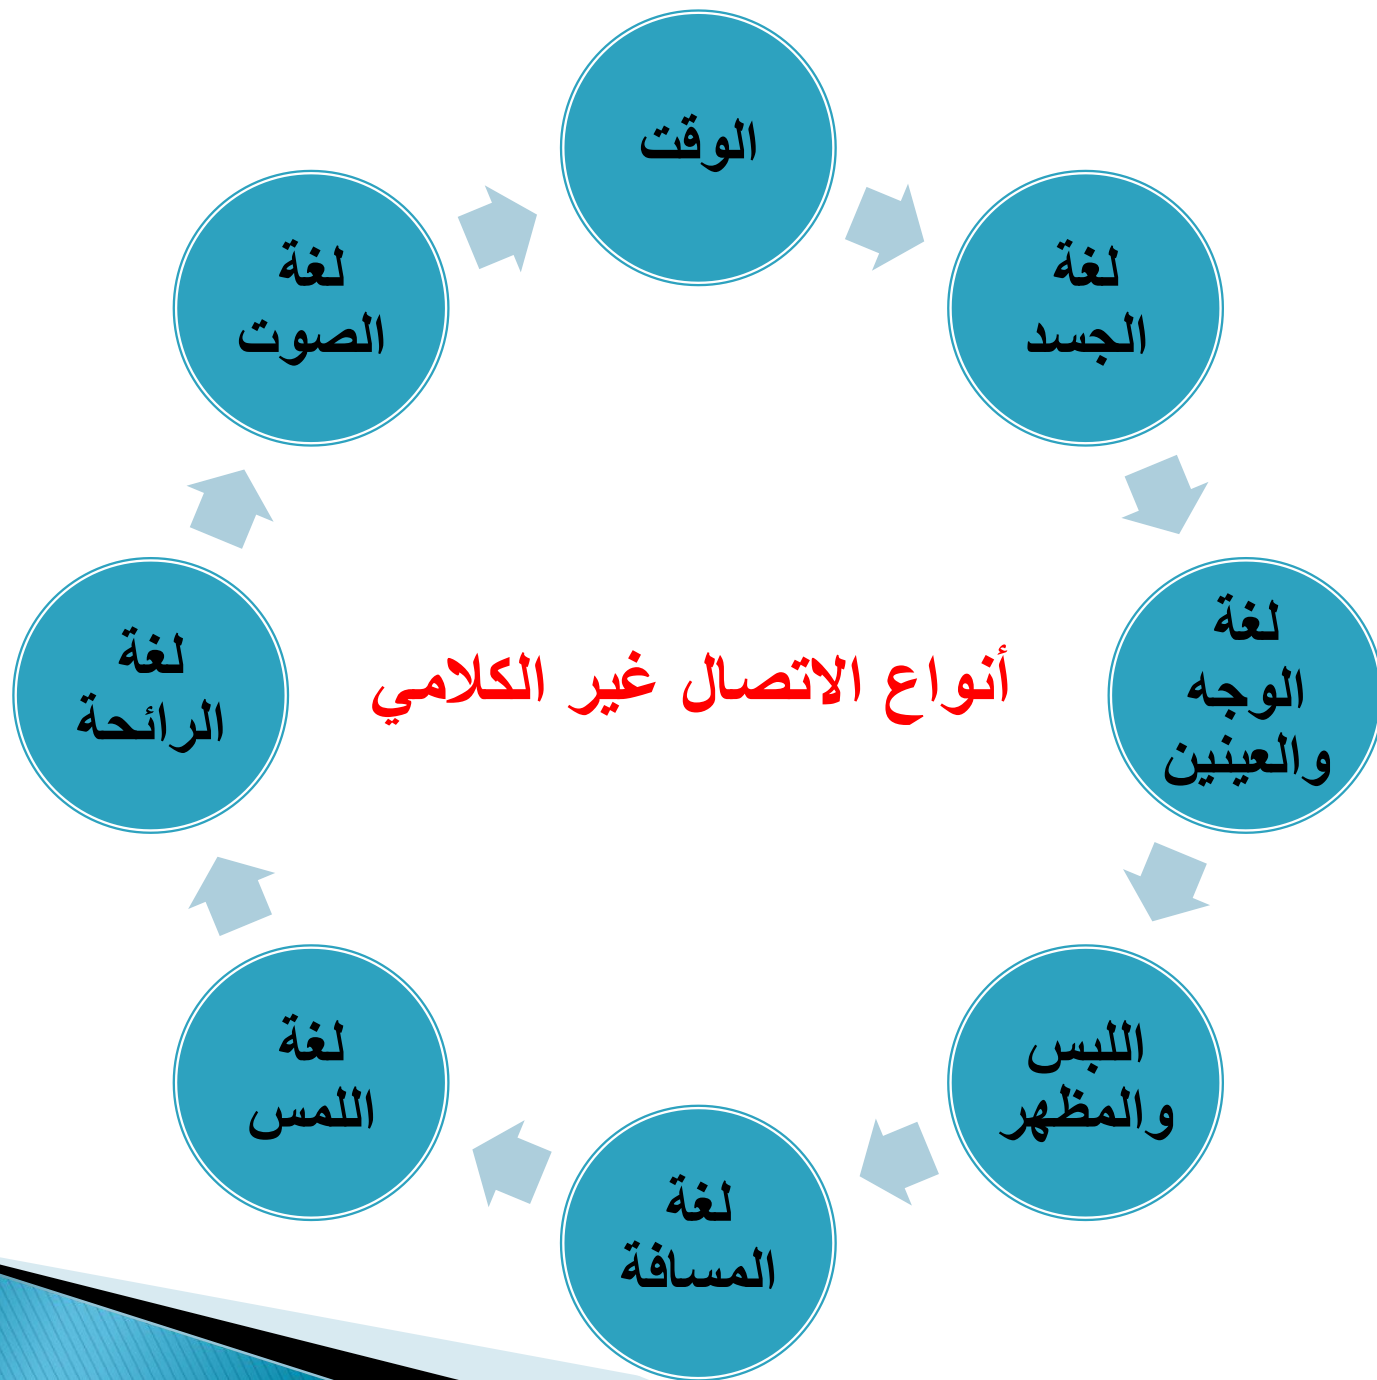 الوقت
لغة
الجسد
لغة
الوجه
والعينين
اللبس
والمظهر
لغة
المسافة
لغة
اللمس
لغة
الرائحة
لغة
الصوت
أنواع الاتصال غير الكلامي